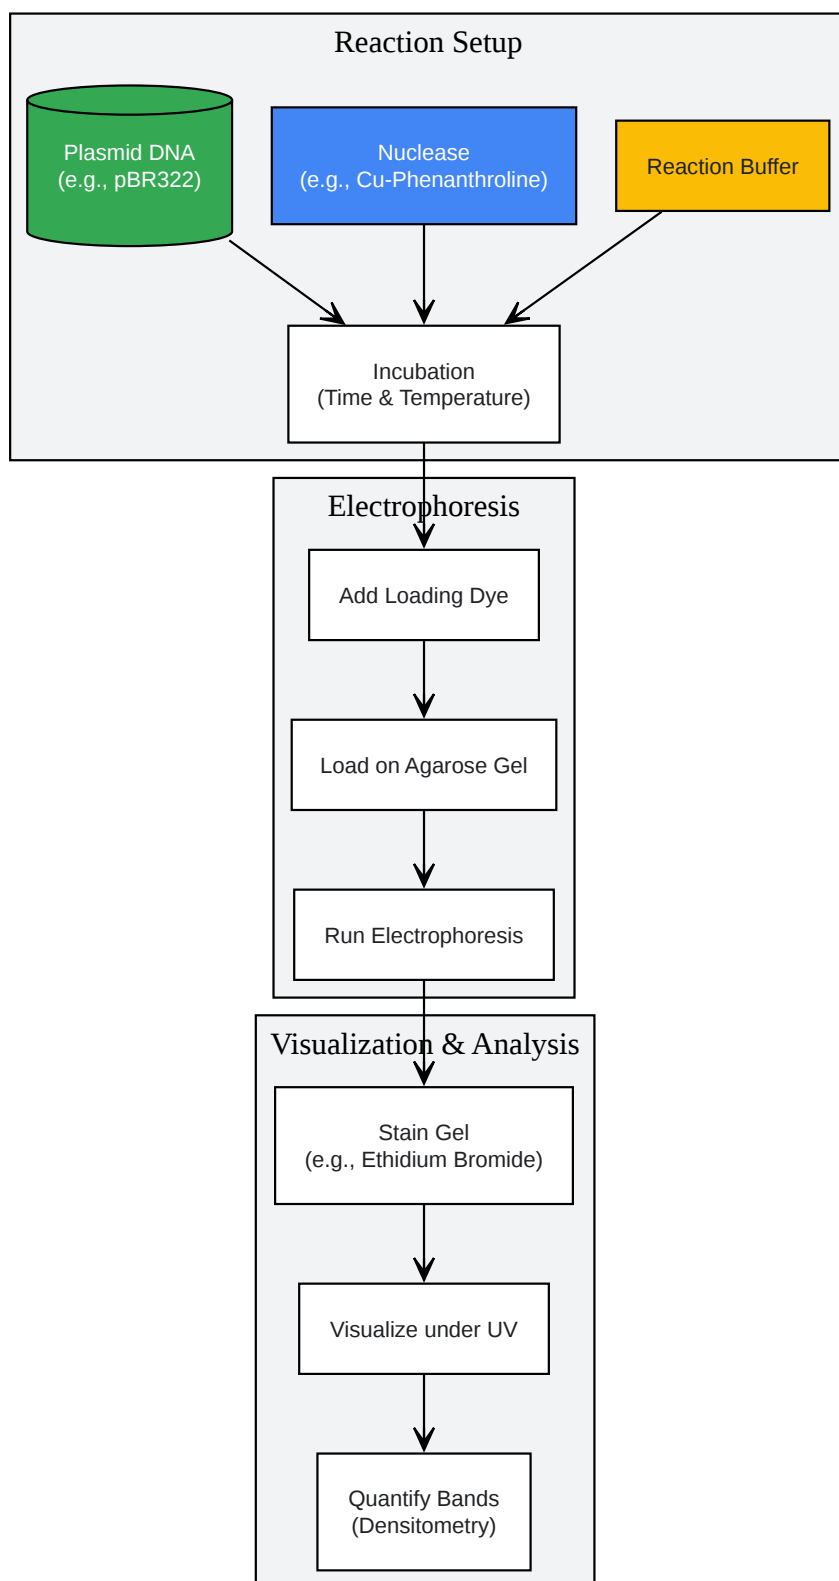 Reaction Setup
Plasmid DNA
(e.g., pBR322)
Nuclease
(e.g., Cu-Phenanthroline)
Reaction Buffer
Incubation
(Time & Temperature)
Electrophoresis
Add Loading Dye
Load on Agarose Gel
Run Electrophoresis
Visualization & Analysis
Stain Gel
(e.g., Ethidium Bromide)
Visualize under UV
Quantify Bands
(Densitometry)